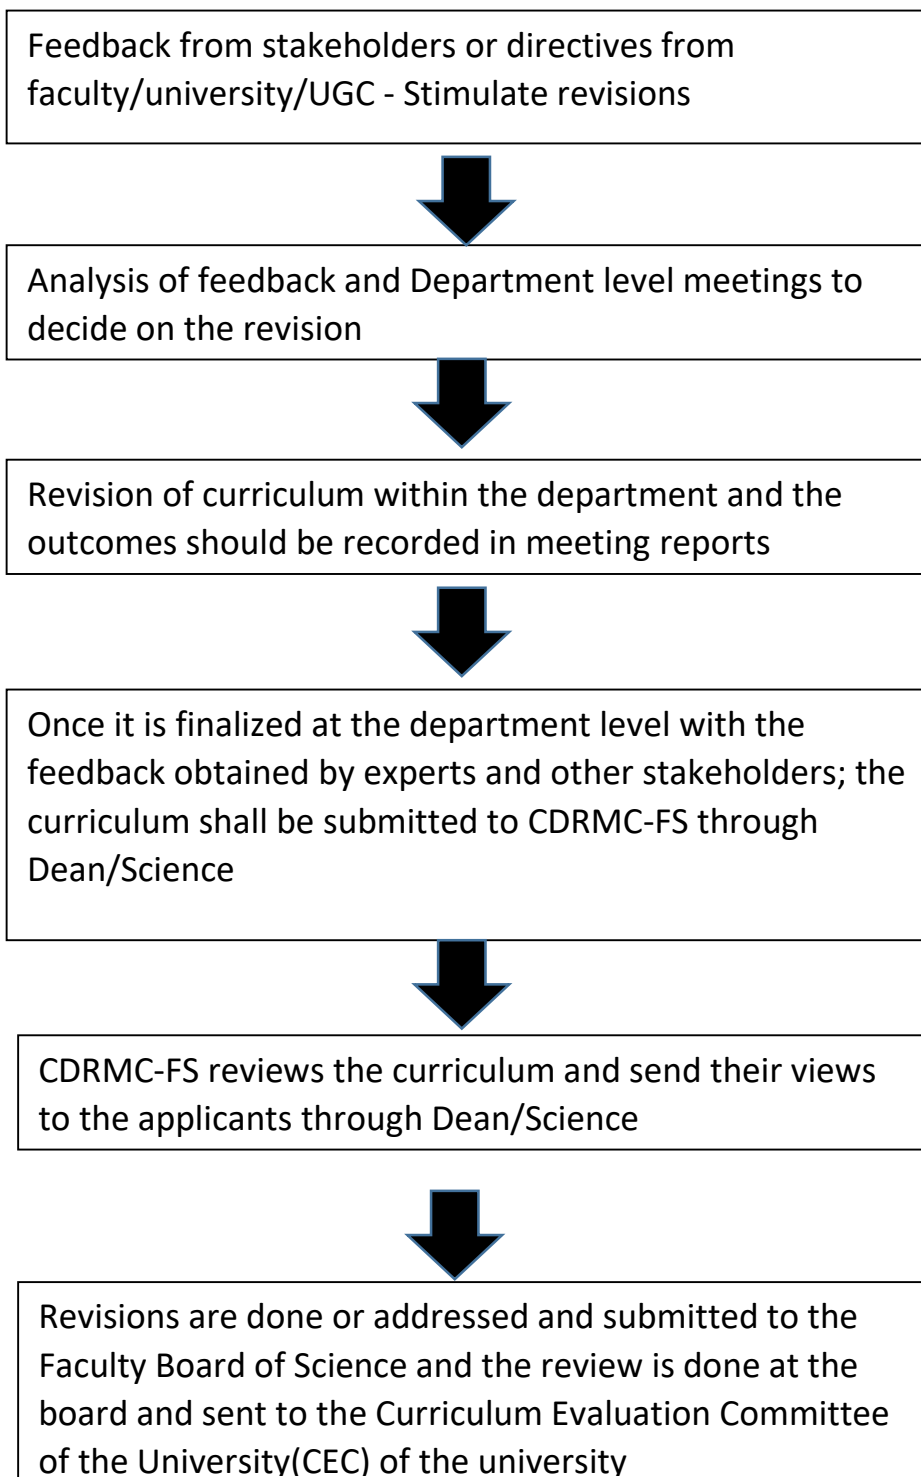 Feedback from stakeholders or directives from
faculty/university/UGC - Stimulate revisions
Analysis of feedback and Department level meetings to
decide on the revision
Revision of curriculum within the department and the
outcomes should be recorded in meeting reports
Once it is finalized at the department level with the
feedback obtained by experts and other stakeholders; the
curriculum shall be submitted to CDRMC-FS through
Dean/Science
CDRMC-FS reviews the curriculum and send their views
to the applicants through Dean/Science
Revisions are done or addressed and submitted to the
Faculty Board of Science and the review is done at the
board and sent to the Curriculum Evaluation Committee
of the University(CEC) of the university